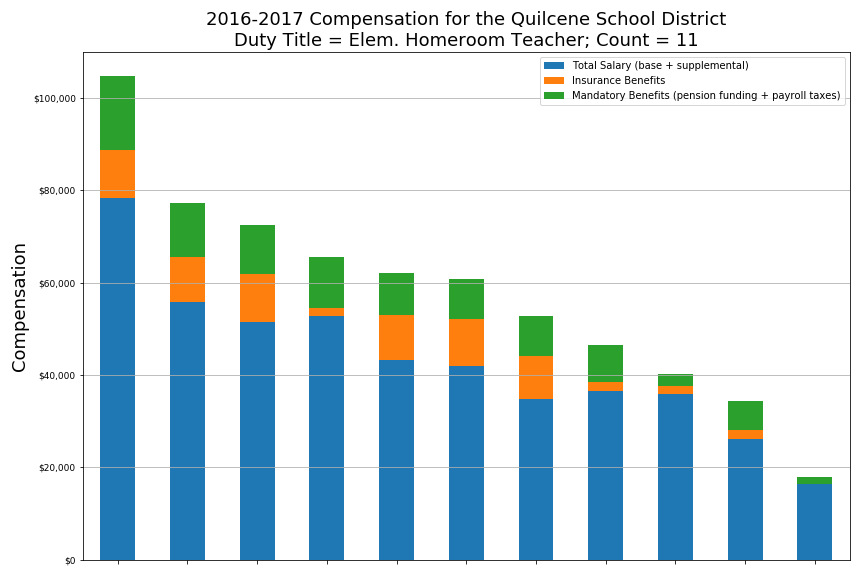 2016-2017 Compensation for the Quilcene School District
Duty Title = Elem. Homeroom Teacher; Count = 11
Total Salary (base + supplemental)
Insurance Benefits
Mandatory Benefits (pension funding + payroll taxes)
$100,000
$80,000
$60,000
$40,000
$20,000
$0
Compensation